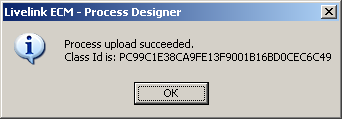 Livelink ECM - Process Designer
Process upload succeeded.
Class Id is: PC99C1E38CA9FE13F9001B16BD0CEC6C49
OK